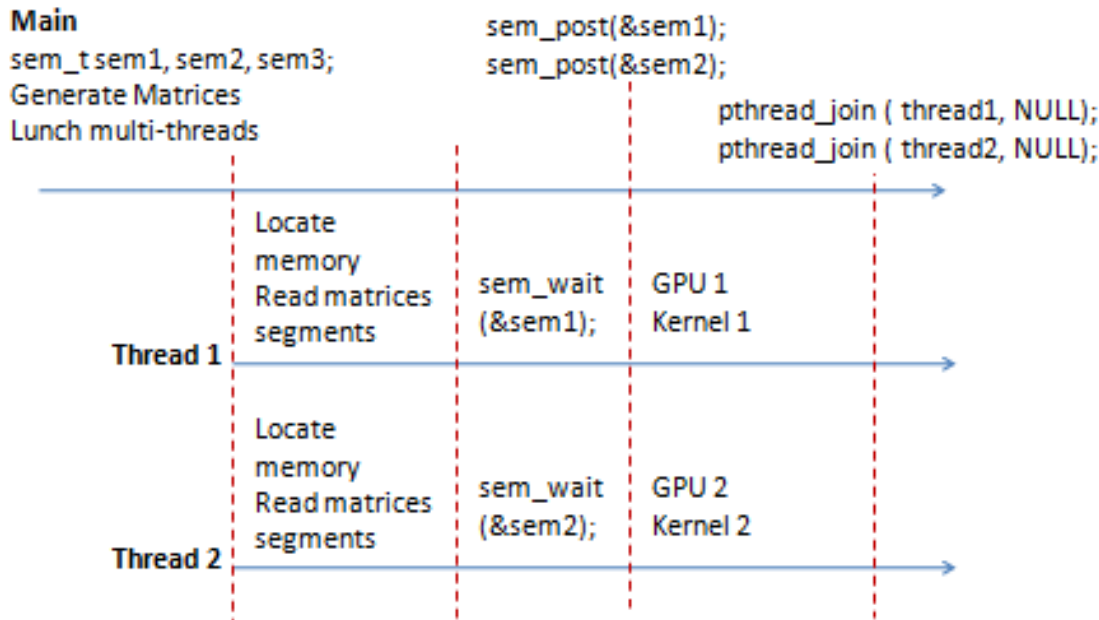 Main
sem_t sem1, sem2, sem3;
Generate Matrices
Lunch multi-threads
sem_post(&sem1);
sem_post(&sem2);
pthread_join ( thread1, NULL);
pthread_join ( thread2, NULL);
Locate
memory
Read matrices
segments
sem_wait
(&sem1);
GPU 1
Kernel 1
Thread 1
Locate
memory
Read matrices
segments
sem_wait
(&sem2);
GPU 2
Kernel 2
Thread 2